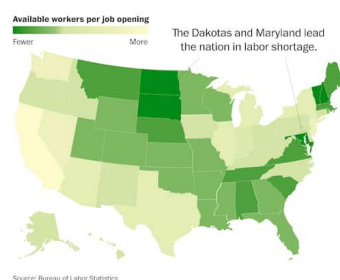 Available workers per job opening
Fewer More
The Dakotas and Maryland lead
the nation in labor shortage.
Source: Bureau of Labor Statistics